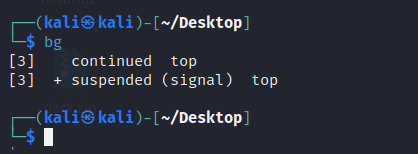 ┌──(kali㉿kali)-[~/Desktop]
└─$ bg
[3]    continued  top
[3]  + suspended (signal)  top
┌──(kali㉿kali)-[~/Desktop]
└─$